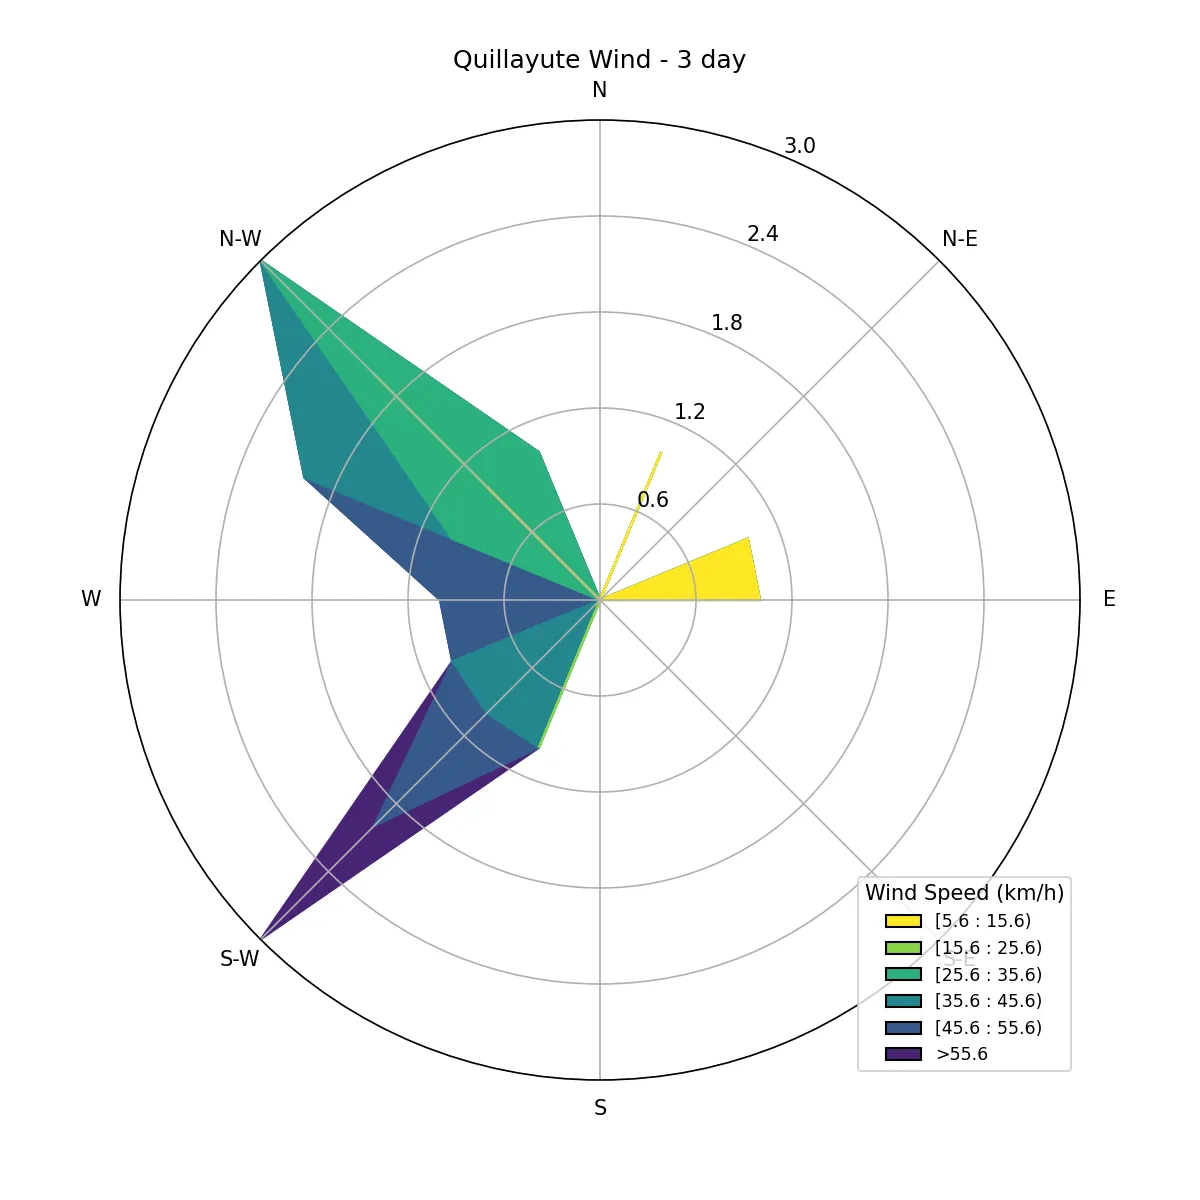 Quillayute Wind - 3 day
N
3.0
N-W
2.4
N-E
1.8
1.2
0.6
W
E
Wind Speed (km/h)
[5.6 : 15.6)
[15.6 : 25.6)
S-W
S-E
[25.6 : 35.6)
[35.6 : 45.6)
[45.6 : 55.6)
>55.6
S